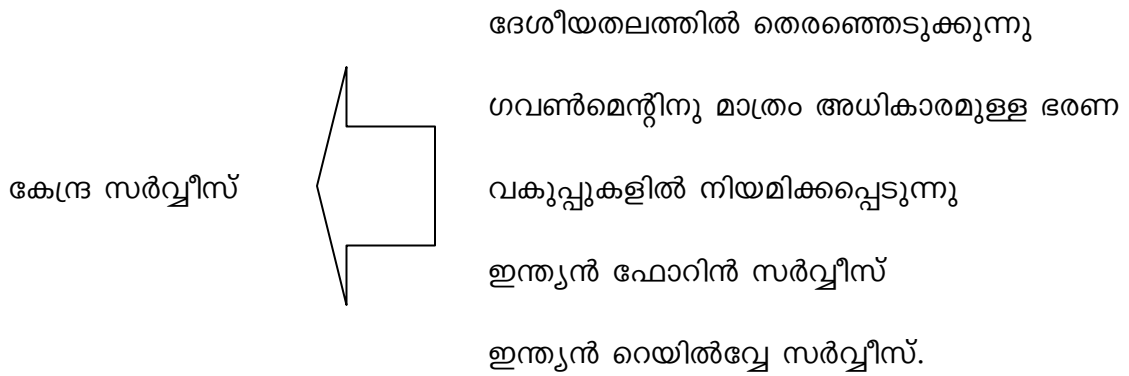 ദേശീയതലത്തിൽ തെരഞ്ഞെടുക്കുന്നു
ഗവൺമെന്റിനു മാത്രം അധികാരമുള്ള ഭരണ
കേന്ദ്ര സർവ്വീസ്
വകുപ്പുകളിൽ നിയമിക്കപ്പെടുന്നു
ഇന്ത്യൻ ഫോറിൻ സർവ്വീസ്
ഇന്ത്യൻ റെയിൽവ്വേ സർവ്വീസ്.